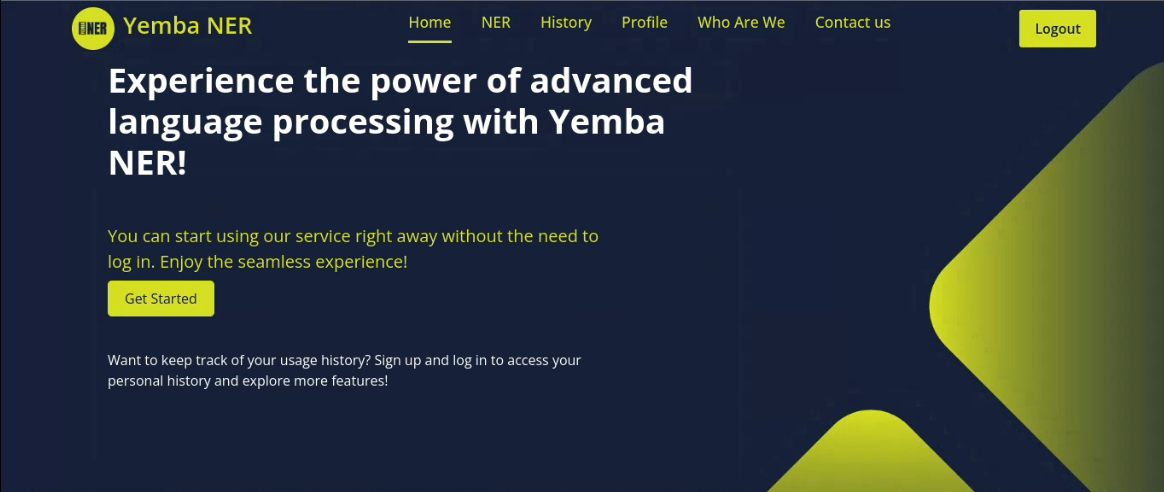 NER Yemba NER
Home NER History Profile Who Are We Contact us
Logout
Experience the power of advanced
language processing with Yemba
NER!
You can start using our service right away without the need to
log in. Enjoy the seamless experience!
Get Started
Want to keep track of your usage history? Sign up and log in to access your
personal history and explore more features!